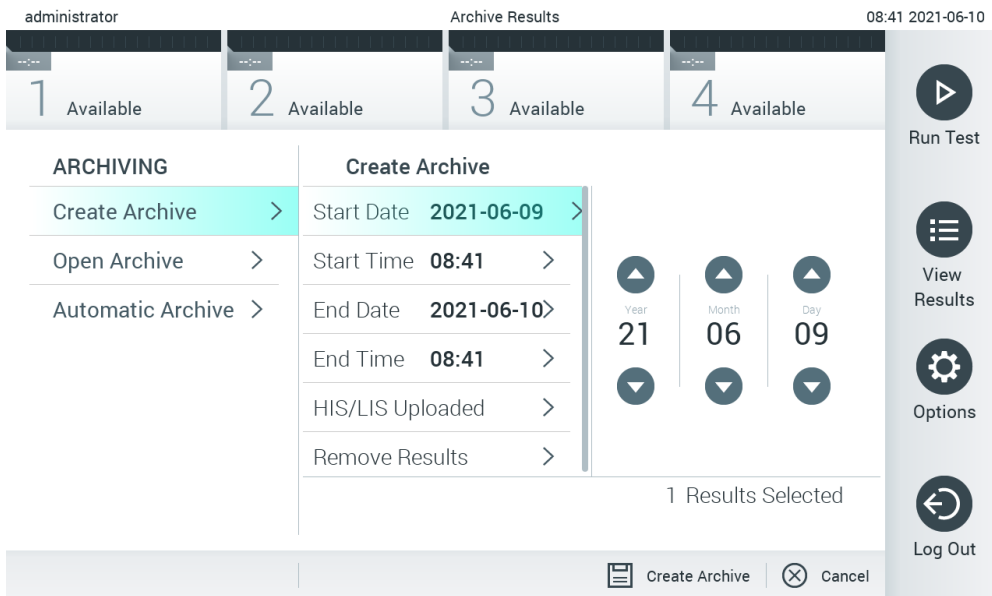 administrator Archive Results 08:41 2021-06-10
--:-- --:-- --:-- --:--
1 Available 2 Available 3 Available 4 Available
Run Test
ARCHIVING
Create Archive
Open Archive
Automatic Archive
Create Archive
Start Date 2021-06-09
Start Time 08:41
End Date 2021-06-10
End Time 08:41
HIS/LIS Uploaded
Remove Results
Year Month Day
21 06 09
1 Results Selected
View
Results
Options
Log Out
Create Archive Cancel